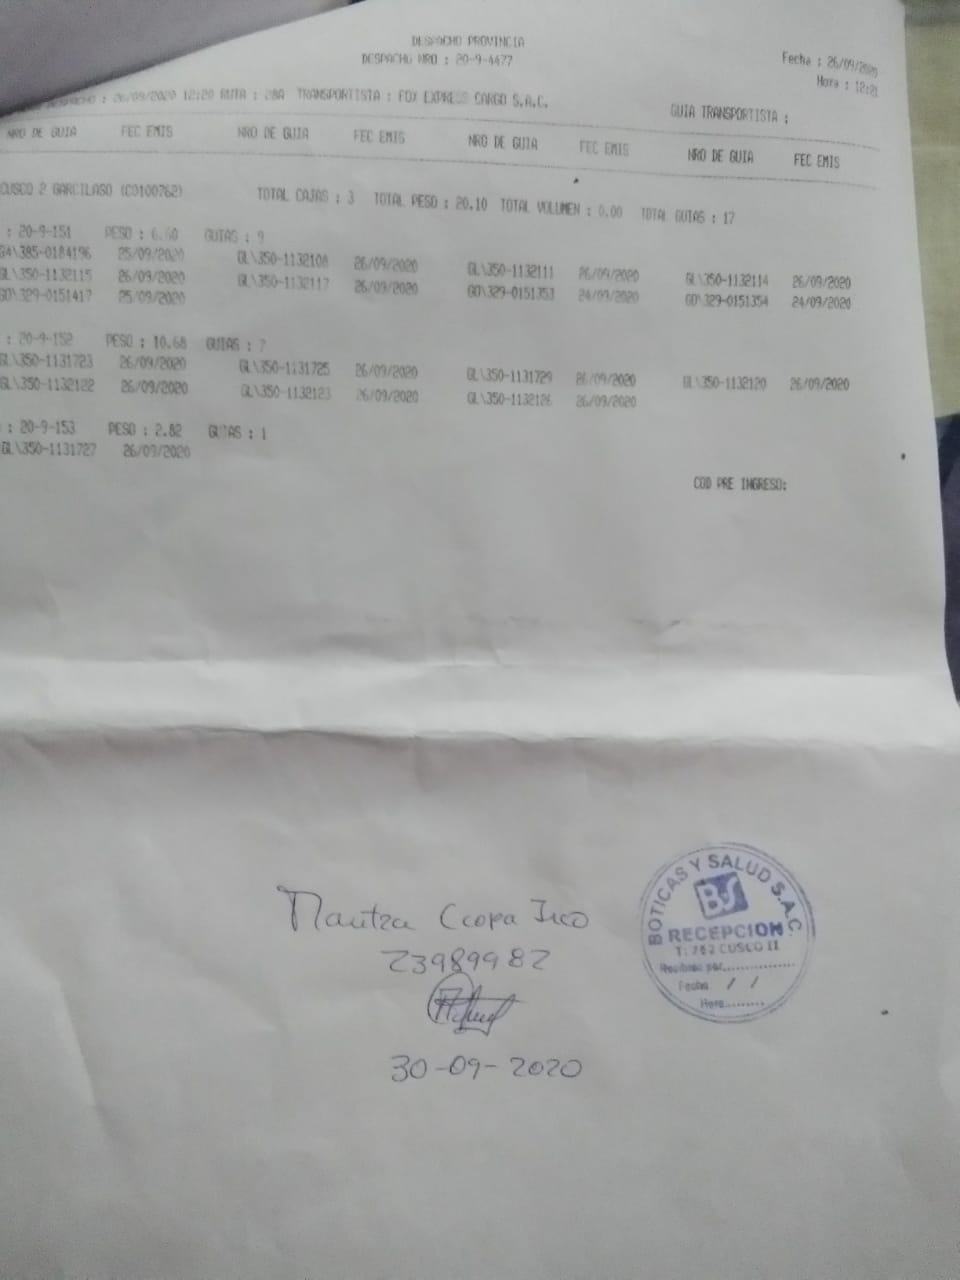 DESPACHO PROVINCIA
DESPACHO NRO : 20-9-4477
Fecha : 26/09/2020
Hora : 12:21
DESPACHO : 26/09/2020 12:20 RUTA : 28A TRANSPORTISTA : FOX EXPRESS CARGO S.A.C.
GUIA TRANSPORTISTA :
NRO DE GUIA FEC EMIS NRO DE GUIA FEC EMIS NRO DE GUIA FEC EMIS NRO DE GUIA FEC EMIS
CUSCO 2 GARCILASO (C0100762) TOTAL CAJAS : 3 TOTAL PESO : 20.10 TOTAL VOLUMEN : 0.00 TOTAL GUIAS : 17
: 20-9-151 PESO : 6.60 GUIAS : 9
GA\385-0184196 25/09/2020 GL\350-1132108 26/09/2020 GL\350-1132111 26/09/2020 GL\350-1132114 26/09/2020
GL\350-1132115 26/09/2020 GL\350-1132117 26/09/2020 GO\329-0151353 24/09/2020 GO\329-0151354 24/09/2020
GO\329-0151417 25/09/2020
: 20-9-152 PESO : 10.68 GUIAS : 7
GL\350-1131723 26/09/2020 GL\350-1131725 26/09/2020 GL\350-1131729 26/09/2020 GL\350-1132120 26/09/2020
GL\350-1132122 26/09/2020 GL\350-1132123 26/09/2020 GL\350-1132126 26/09/2020
: 20-9-153 PESO : 2.82 GUIAS : 1
GL\350-1131727 26/09/2020
COD PRE INGRESO:
Maritza Ccopa Inco
23989982
30-09-2020
BOTICAS Y SALUD S.A.C.
BS
RECEPCION
T: 762 CUSCO II
Recibido por...............
Fecha / /
Hora.........